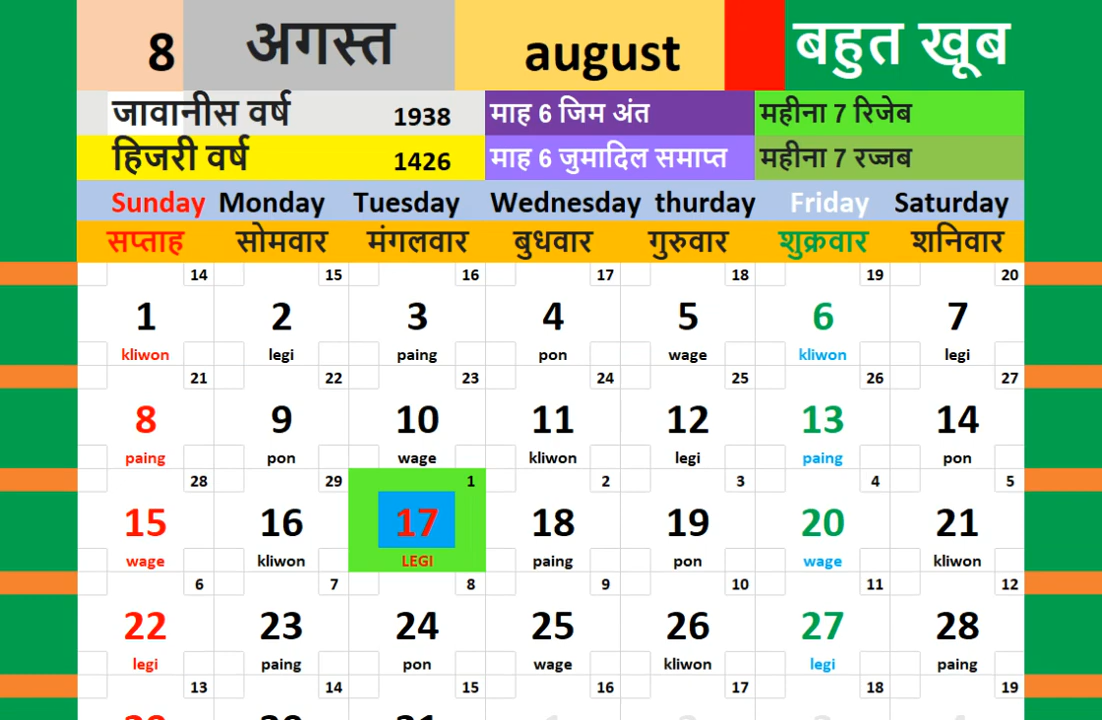 8 अगस्त august बहुत खूब
जावानीस वर्ष 1938 माह 6 जिम अंत महीना 7 रिजेब
हिजरी वर्ष 1426 माह 6 जुमादिल समाप्त महीना 7 रज्जब
Sunday Monday Tuesday Wednesday thurday Friday Saturday
सप्ताह सोमवार मंगलवार बुधवार गुरुवार शुक्रवार शनिवार
14 15 16 17 18 19 20
1 2 3 4 5 6 7
kliwon legi paing pon wage kliwon legi
21 22 23 24 25 26 27
8 9 10 11 12 13 14
paing pon wage kliwon legi paing pon
28 29 1 2 3 4 5
15 16 17 18 19 20 21
wage kliwon LEGI paing pon wage kliwon
6 7 8 9 10 11 12
22 23 24 25 26 27 28
legi paing pon wage kliwon legi paing
13 14 15 16 17 18 19